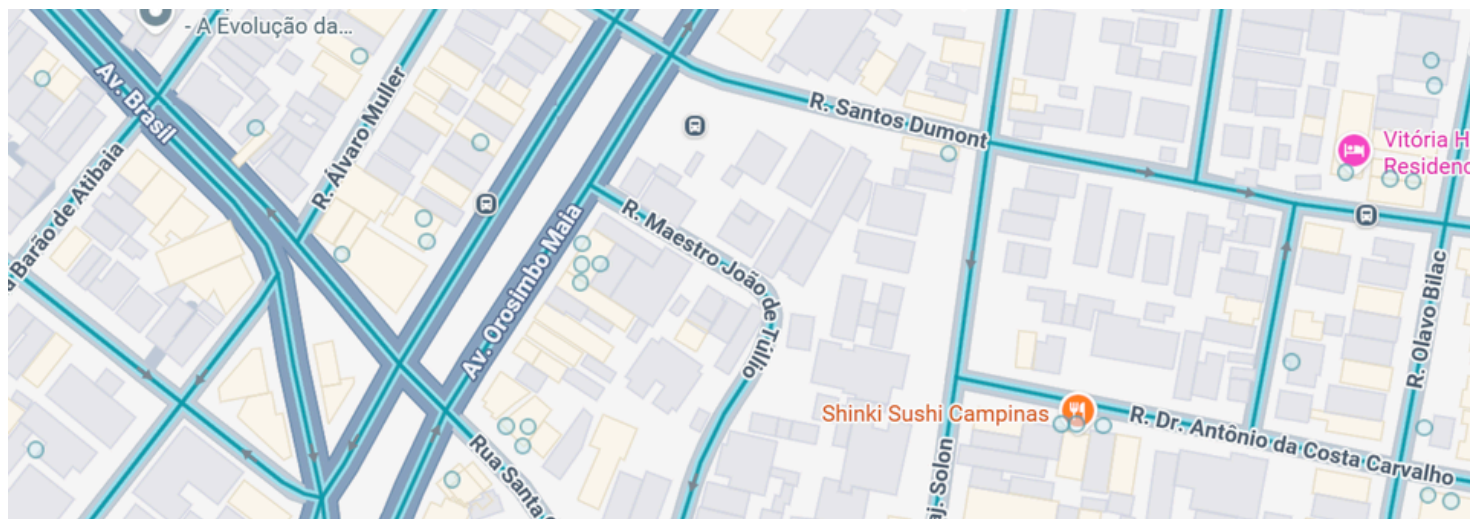 - A Evolução da...
Av. Brasil
R. Álvaro Muller
R. Santos Dumont
Vitória H
Residenc
Barão de Atibaia
R. Maestro João de Túllio
Av. Orosimbo Maia
R. Olavo Bilac
Shinki Sushi Campinas
R. Dr. Antônio da Costa Carvalho
Rua Santa
aj. Solon